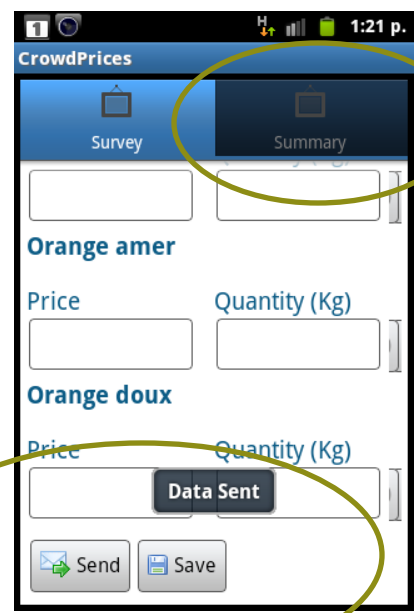 1 H 1:21 p.
CrowdPrices
Survey Summary
Orange amer
Price Quantity (Kg)
Orange doux
Price Quantity (Kg)
Data Sent
Send Save